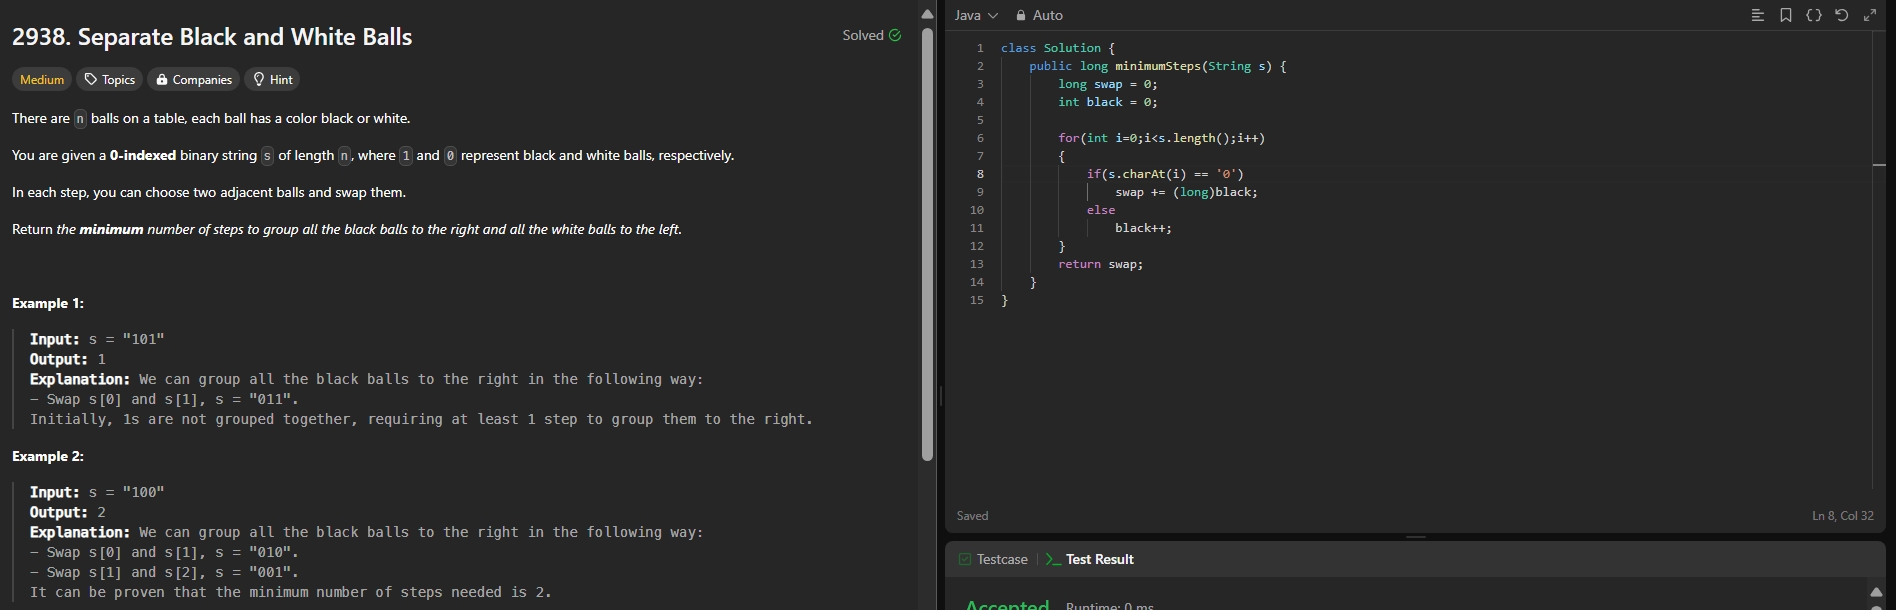 2938. Separate Black and White Balls
Solved
Medium
Topics
Companies
Hint
There are n balls on a table, each ball has a color black or white.
You are given a 0-indexed binary string s of length n, where 1 and 0 represent black and white balls, respectively.
In each step, you can choose two adjacent balls and swap them.
Return the minimum number of steps to group all the black balls to the right and all the white balls to the left.
Example 1:
Input: s = "101"
Output: 1
Explanation: We can group all the black balls to the right in the following way:
- Swap s[0] and s[1], s = "011".
Initially, 1s are not grouped together, requiring at least 1 step to group them to the right.
Example 2:
Input: s = "100"
Output: 2
Explanation: We can group all the black balls to the right in the following way:
- Swap s[0] and s[1], s = "010".
- Swap s[1] and s[2], s = "001".
It can be proven that the minimum number of steps needed is 2.
Java
Auto
1 class Solution {
2 public long minimumSteps(String s) {
3 long swap = 0;
4 int black = 0;
5
6 for(int i=0;i<s.length();i++)
7 {
8 if(s.charAt(i) == '0')
9 swap += (long)black;
10 else
11 black++;
12 }
13 return swap;
14 }
15 }
Saved
Ln 8, Col 32
Testcase
Test Result
Accepted Runtime: 0 ms